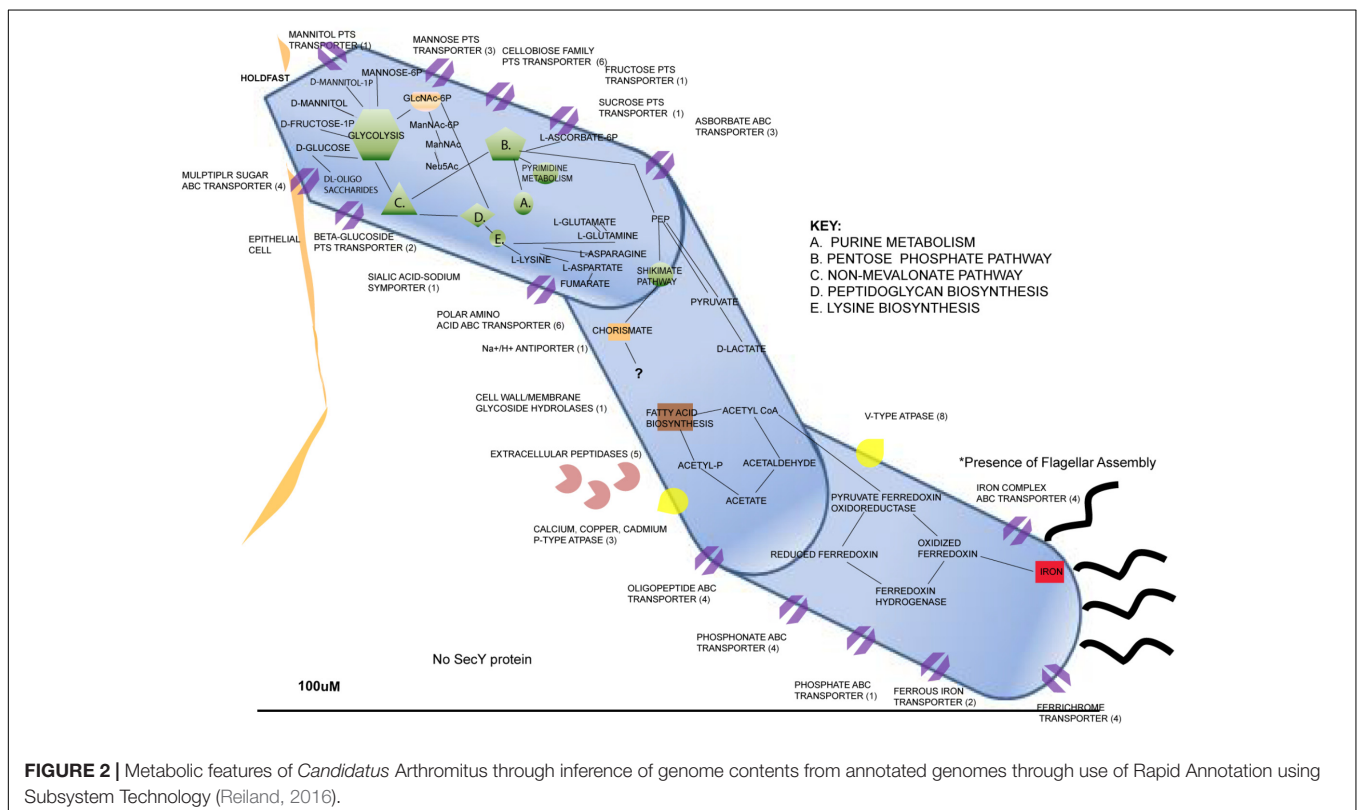 MANNITOL PTS
TRANSPORTER (1)
HOLDFAST
MANNOSE PTS
TRANSPORTER (3)
CELLOBIOSE FAMILY
PTS TRANSPORTER (6)
FRUCTOSE PTS
TRANSPORTER (1)
SUCROSE PTS
TRANSPORTER (1)
ASBORBATE ABC
TRANSPORTER (3)
MANNOSE-6P
D-MANNITOL-1P
D-MANNITOL
D-FRUCTOSE-1P
GLYCOLYSIS
D-GLUCOSE
DL-OLIGO
SACCHARIDES
GLcNAc-6P
ManNAc-6P
ManNAc
Neu5Ac
L-ASCORBATE-6P
B.
PYRIMIDINE
METABOLISM
A.
C.
D.
E.
MULPTIPLR SUGAR
ABC TRANSPORTER (4)
EPITHELIAL
CELL
BETA-GLUCOSIDE
PTS TRANSPORTER (2)
L-GLUTAMATE
L-GLUTAMINE
L-ASPARAGINE
L-LYSINE
L-ASPARTATE
FUMARATE
PEP
SHIKIMATE
PATHWAY
PYRUVATE
D-LACTATE
SIALIC ACID-SODIUM
SYMPORTER (1)
POLAR AMINO
ACID ABC TRANSPORTER (6)
Na+/H+ ANTIPORTER (1)
CHORISMATE
?
KEY:
A. PURINE METABOLISM
B. PENTOSE PHOSPHATE PATHWAY
C. NON-MEVALONATE PATHWAY
D. PEPTIDOGLYCAN BIOSYNTHESIS
E. LYSINE BIOSYNTHESIS
CELL WALL/MEMBRANE
GLYCOSIDE HYDROLASES (1)
FATTY ACID
BIOSYNTHESIS
ACETYL CoA
ACETYL-P
ACETALDEHYDE
ACETATE
EXTRACELLULAR PEPTIDASES (5)
CALCIUM, COPPER, CADMIUM
P-TYPE ATPASE (3)
V-TYPE ATPASE (8)
*Presence of Flagellar Assembly
IRON COMPLEX
ABC TRANSPORTER (4)
PYRUVATE FERREDOXIN
OXIDOREDUCTASE
REDUCED FERREDOXIN
OXIDIZED
FERREDOXIN
FERREDOXIN
HYDROGENASE
IRON
OLIGOPEPTIDE ABC
TRANSPORTER (4)
PHOSPHONATE ABC
TRANSPORTER (4)
PHOSPHATE ABC
TRANSPORTER (1)
FERROUS IRON
TRANSPORTER (2)
FERRICHROME
TRANSPORTER (4)
No SecY protein
100uM
FIGURE 2 | Metabolic features of Candidatus Arthromitus through inference of genome contents from annotated genomes through use of Rapid Annotation using
Subsystem Technology (Reiland, 2016).